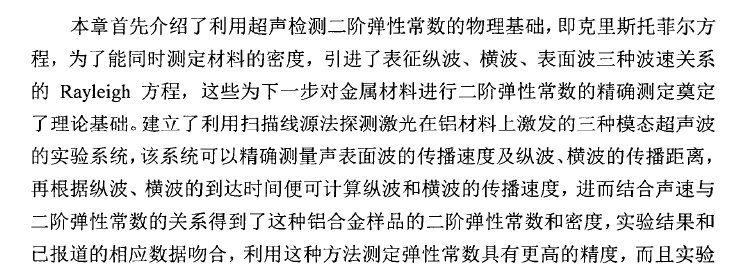 本章首先介绍了利用超声检测二阶弹性常数的物理基础，即克里斯托菲尔方
程，为了能同时测定材料的密度，引进了表征纵波、横波、表面波三种波速关系
的 Rayleigh 方程，这些为下一步对金属材料进行二阶弹性常数的精确测定奠定
了理论基础。建立了利用扫描线源法探测激光在铝材料上激发的三种模态超声波
的实验系统，该系统可以精确测量声表面波的传播速度及纵波、横波的传播距离，
再根据纵波、横波的到达时间便可计算纵波和横波的传播速度，进而结合声速与
二阶弹性常数的关系得到了这种铝合金样品的二阶弹性常数和密度，实验结果和
已报道的相应数据吻合，利用这种方法测定弹性常数具有更高的精度，而且实验